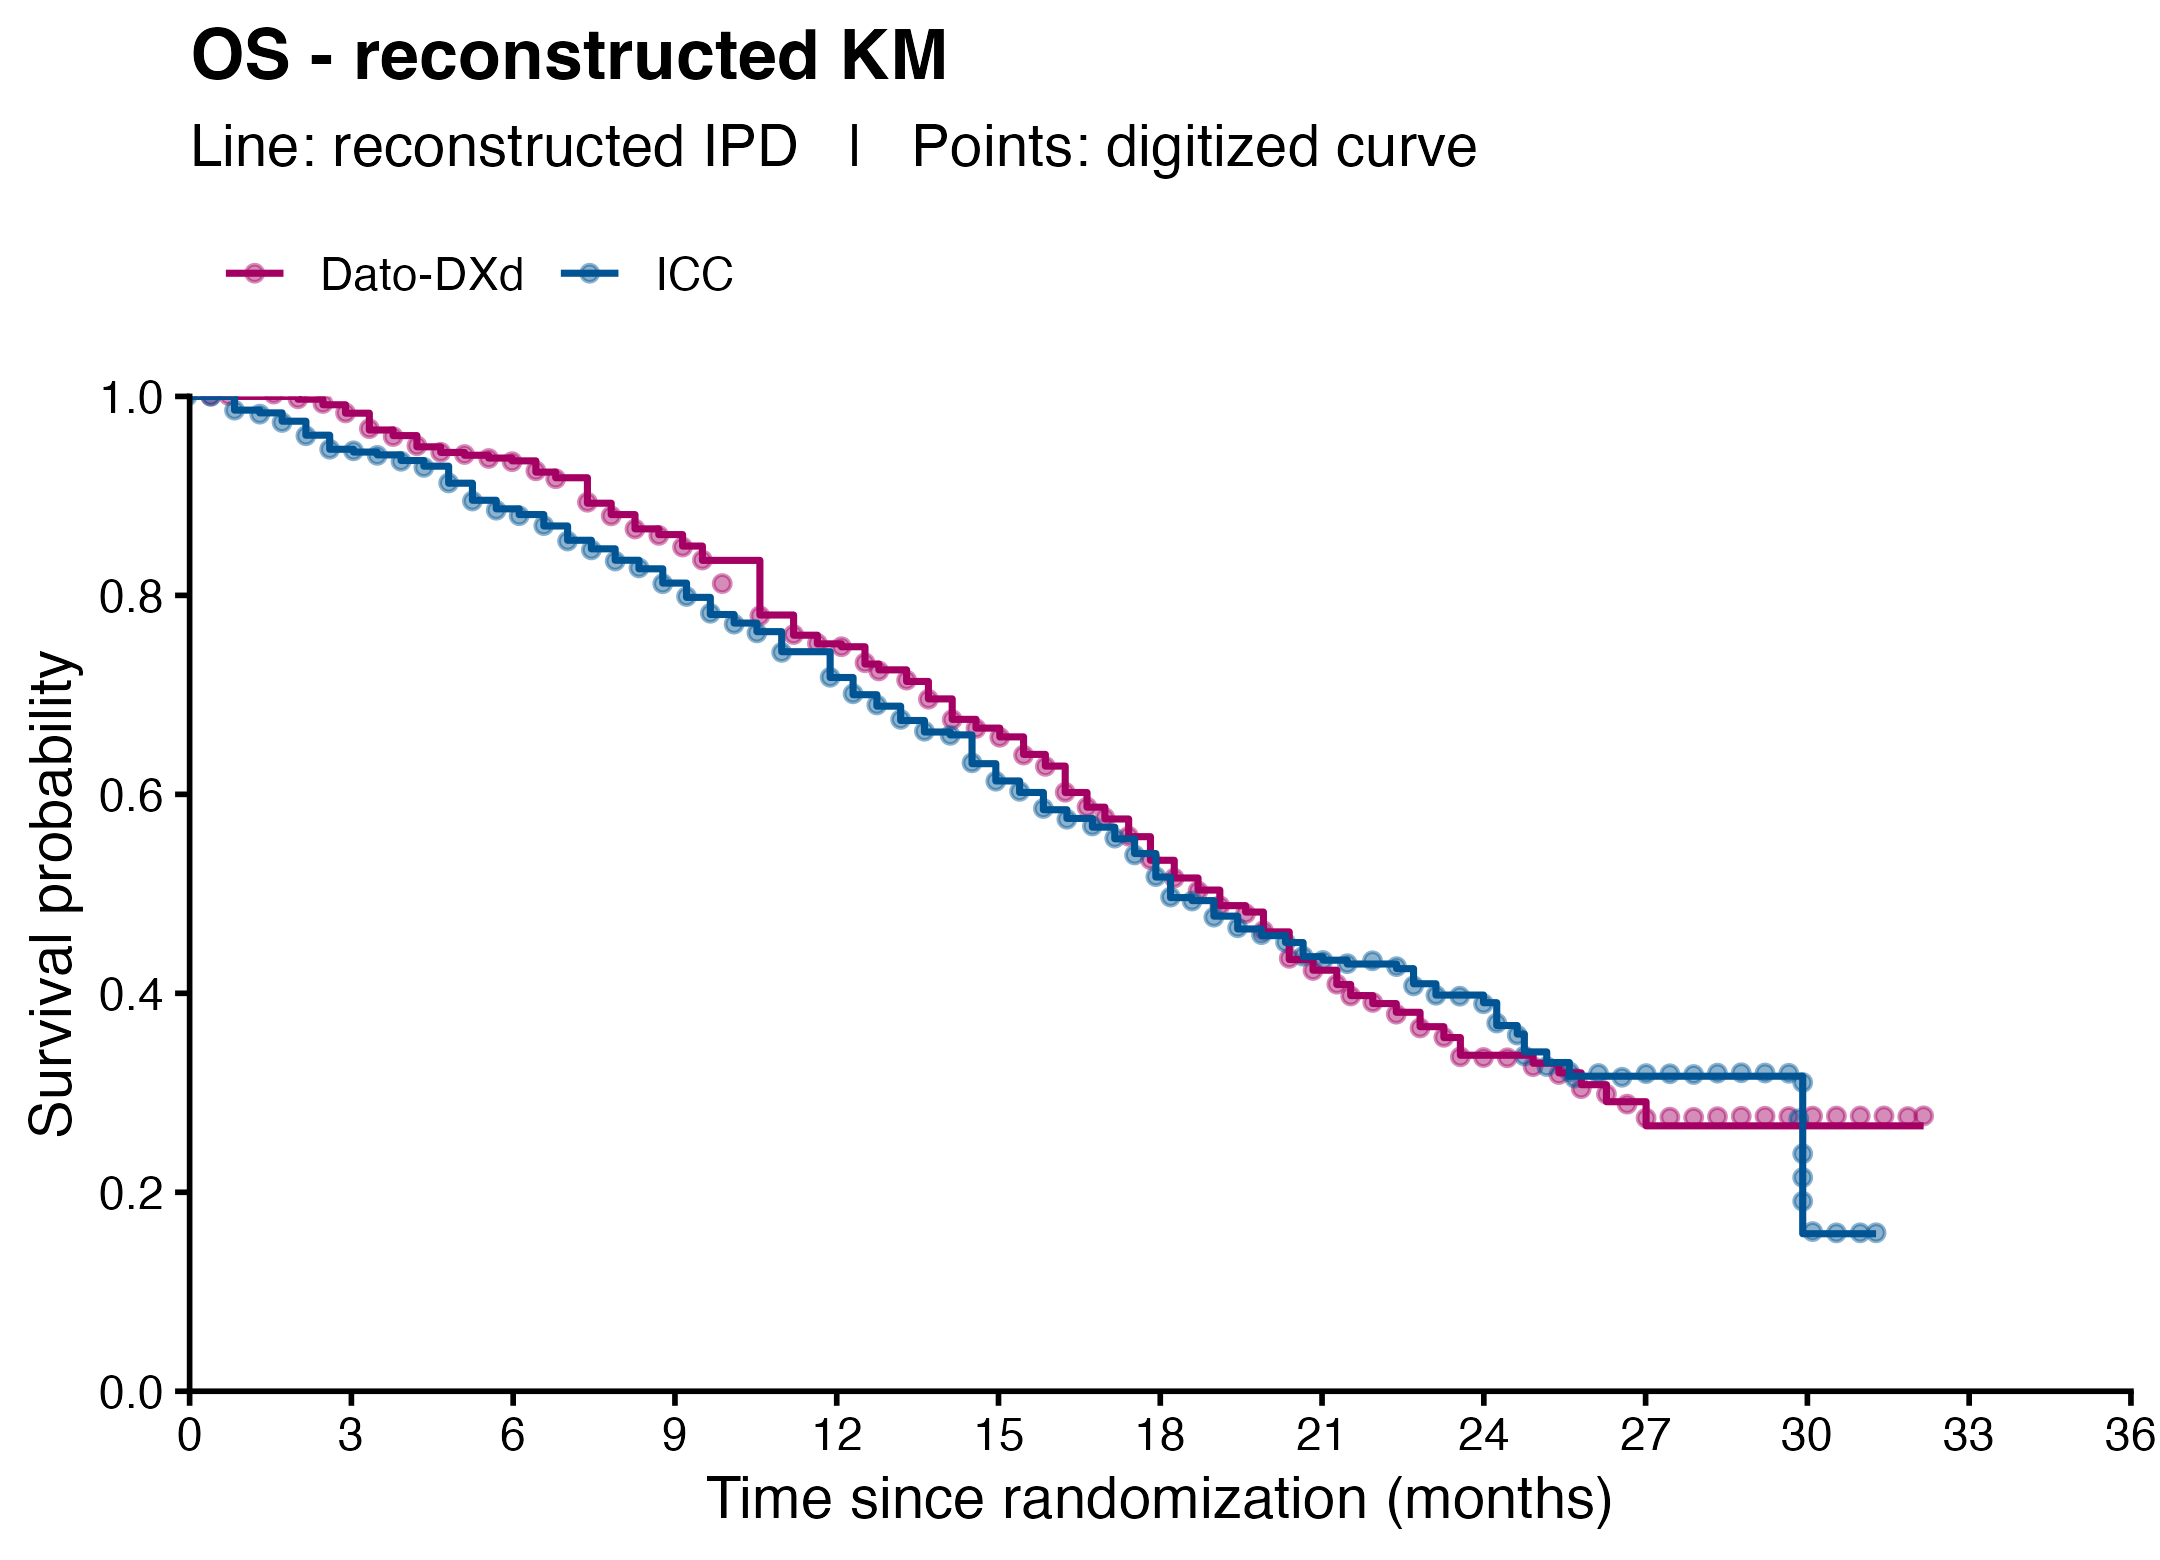 OS - reconstructed KM
Line: reconstructed IPD | Points: digitized curve
Dato-DXd ICC
1.0
0.8
0.6
0.4
0.2
0.0
Survival probability
0 3 6 9 12 15 18 21 24 27 30 33 36
Time since randomization (months)